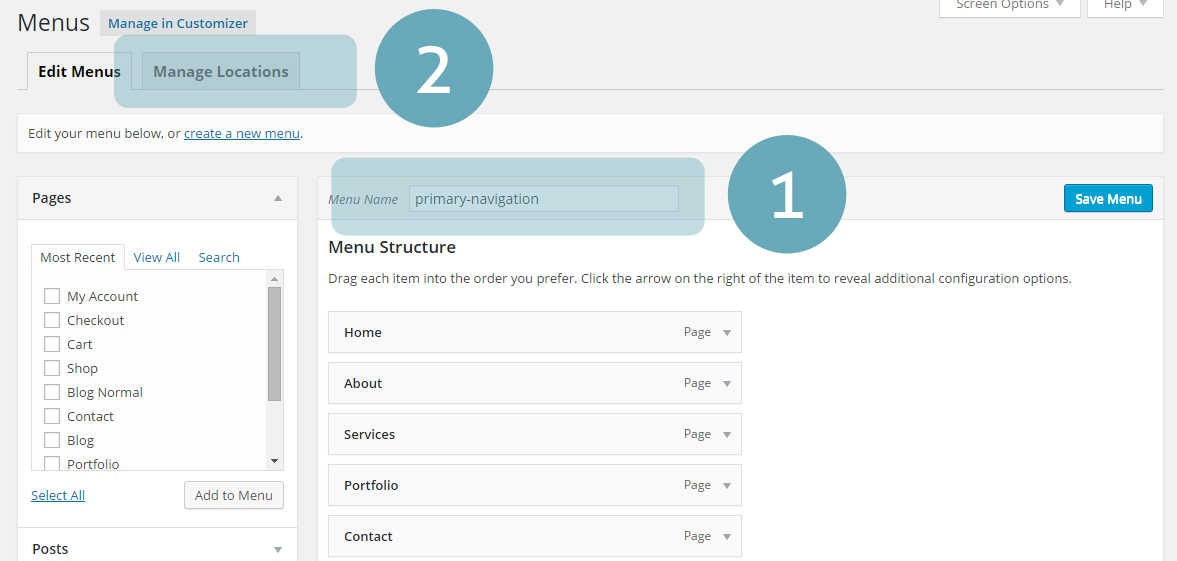 Screen Options Help
Menus Manage in Customizer
Edit Menus Manage Locations
2
Edit your menu below, or create a new menu.
1
Pages
Menu Name primary-navigation
Save Menu
Most Recent View All Search
My Account
Checkout
Cart
Shop
Blog Normal
Contact
Blog
Portfolio
Select All Add to Menu
Posts
Menu Structure
Drag each item into the order you prefer. Click the arrow on the right of the item to reveal additional configuration options.
Home Page
About Page
Services Page
Portfolio Page
Contact Page